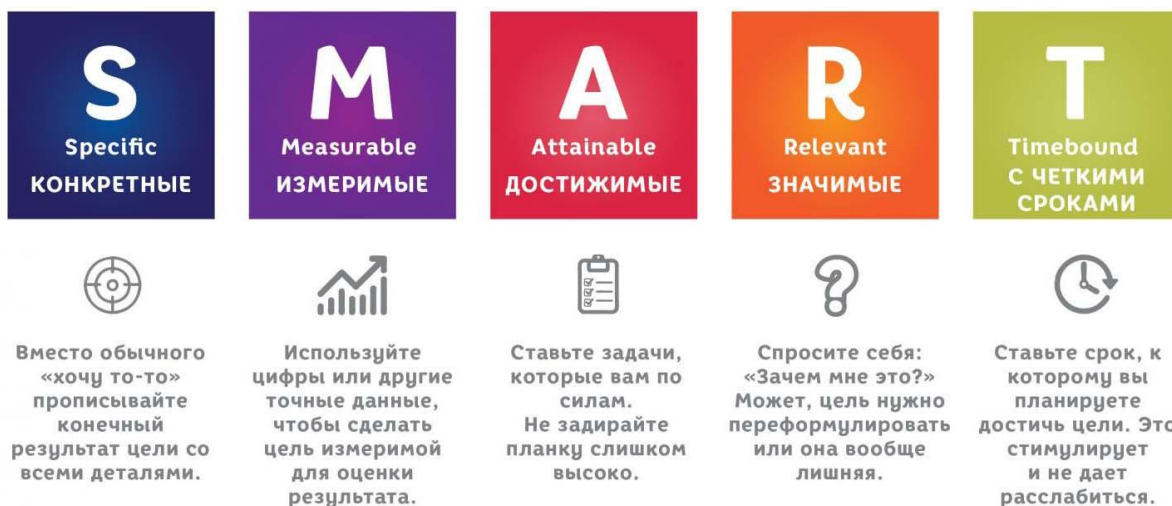 S
Specific
КОНКРЕТНЫЕ
Вместо обычного
«хочу то-то»
прописывайте
конечный
результат цели со
всеми деталями.
M
Measurable
ИЗМЕРИМЫЕ
Используйте
цифры или другие
точные данные,
чтобы сделать
цель измеримой
для оценки
результата.
A
Attainable
ДОСТИЖИМЫЕ
Ставьте задачи,
которые вам по
силам.
Не задирайте
планку слишком
высоко.
R
Relevant
ЗНАЧИМЫЕ
Спросите себя:
«Зачем мне это?»
Может, цель нужно
переформулировать
или она вообще
лишняя.
T
Timebound
С ЧЕТКИМИ
СРОКАМИ
Ставьте срок, к
которому вы
планируете
достичь цели. Это
стимулирует
и не дает
расслабиться.